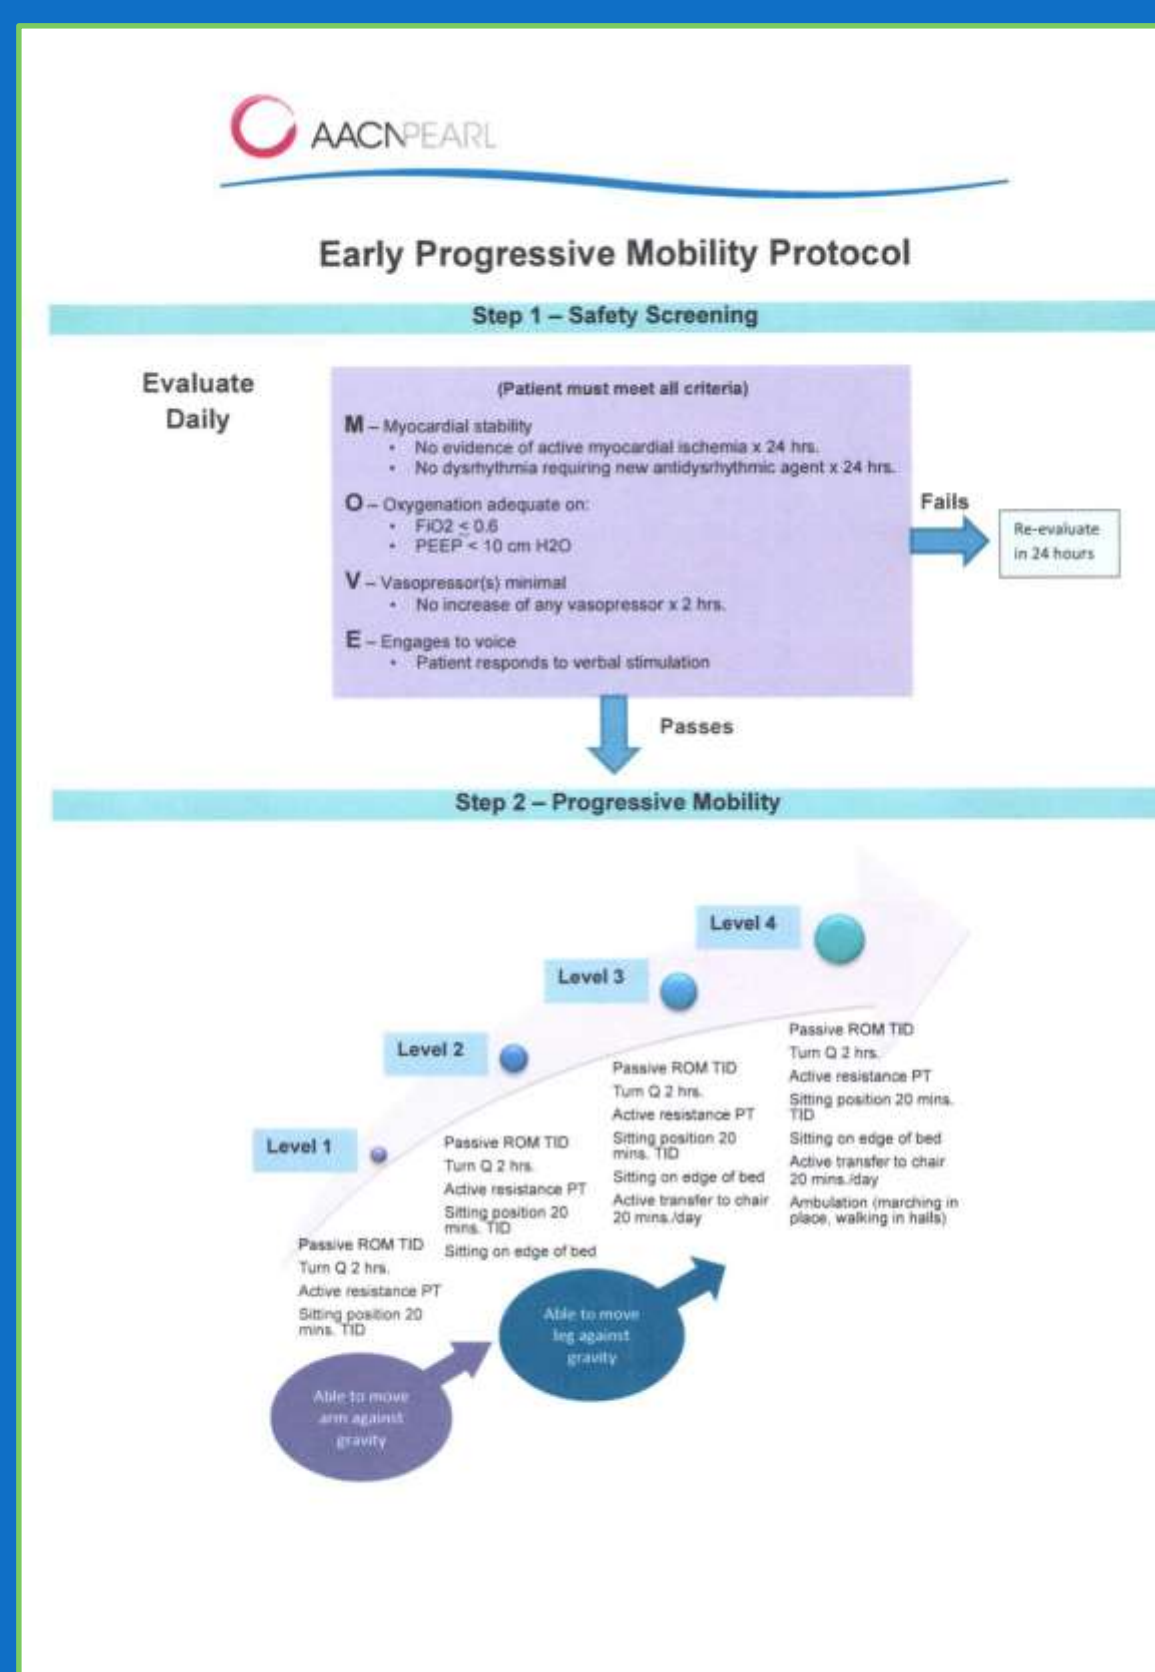 AACNPEARL
Early Progressive Mobility Protocol
Step 1 – Safety Screening
Evaluate
Daily
(Patient must meet all criteria)
M – Myocardial stability
• No evidence of active myocardial ischemia x 24 hrs.
• No dysrhythmia requiring new antidysrhythmic agent x 24 hrs.
O – Oxygenation adequate on:
• FiO2 ≤ 0.6
• PEEP < 10 cm H2O
V – Vasopressor(s) minimal
• No increase of any vasopressor x 2 hrs.
E – Engages to voice
• Patient responds to verbal stimulation
Fails
Re-evaluate
in 24 hours
Passes
Step 2 – Progressive Mobility
Level 1
Passive ROM TID
Turn Q 2 hrs.
Active resistance PT
Sitting position 20
mins. TID
Able to move
arm against
gravity
Level 2
Passive ROM TID
Turn Q 2 hrs.
Active resistance PT
Sitting position 20
mins. TID
Sitting on edge of bed
Able to move
leg against
gravity
Level 3
Passive ROM TID
Turn Q 2 hrs.
Active resistance PT
Sitting position 20
mins. TID
Sitting on edge of bed
Active transfer to chair
20 mins./day
Level 4
Passive ROM TID
Turn Q 2 hrs.
Active resistance PT
Sitting position 20 mins.
TID
Sitting on edge of bed
Active transfer to chair
20 mins./day
Ambulation (marching in
place, walking in halls)